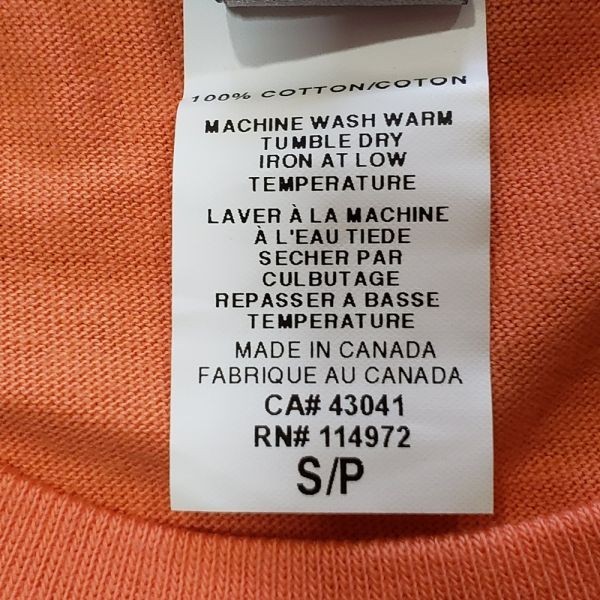 100% COTTON/COTON
MACHINE WASH WARM
TUMBLE DRY
IRON AT LOW
TEMPERATURE
LAVER À LA MACHINE
À L'EAU TIEDE
SECHER PAR
CULBUTAGE
REPASSER A BASSE
TEMPERATURE
MADE IN CANADA
FABRIQUE AU CANADA
CA# 43041
RN# 114972
S/P